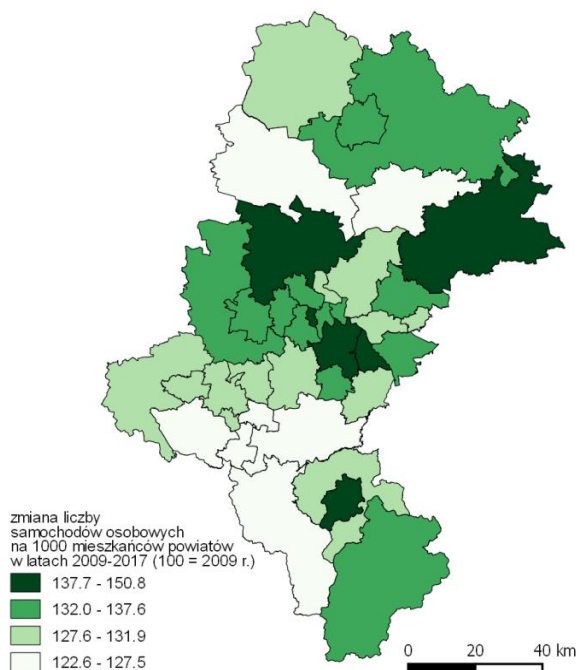 zmiana liczby
samochodów osobowych
na 1000 mieszkańców powiatów
w latach 2009-2017 (100 = 2009 r.)
137.7 - 150.8
132.0 - 137.6
127.6 - 131.9
122.6 - 127.5
0 20 40 km